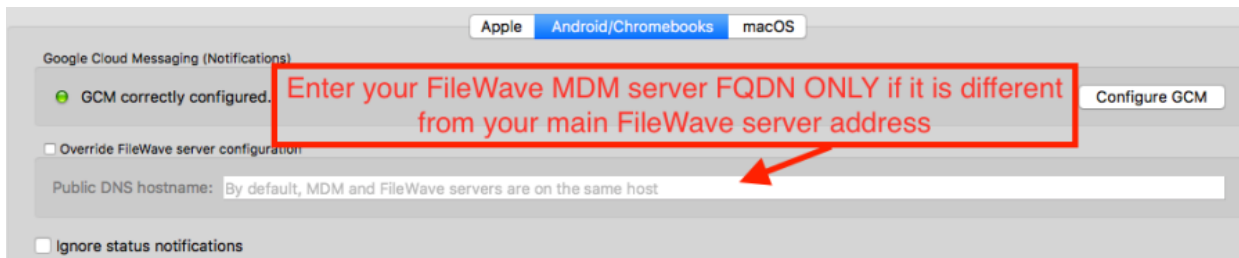 Apple Android/Chromebooks macOS
Google Cloud Messaging (Notifications)
GCM correctly configured.
Enter your FileWave MDM server FQDN ONLY if it is different
from your main FileWave server address
Configure GCM
Override FileWave server configuration
Public DNS hostname: By default, MDM and FileWave servers are on the same host
Ignore status notifications